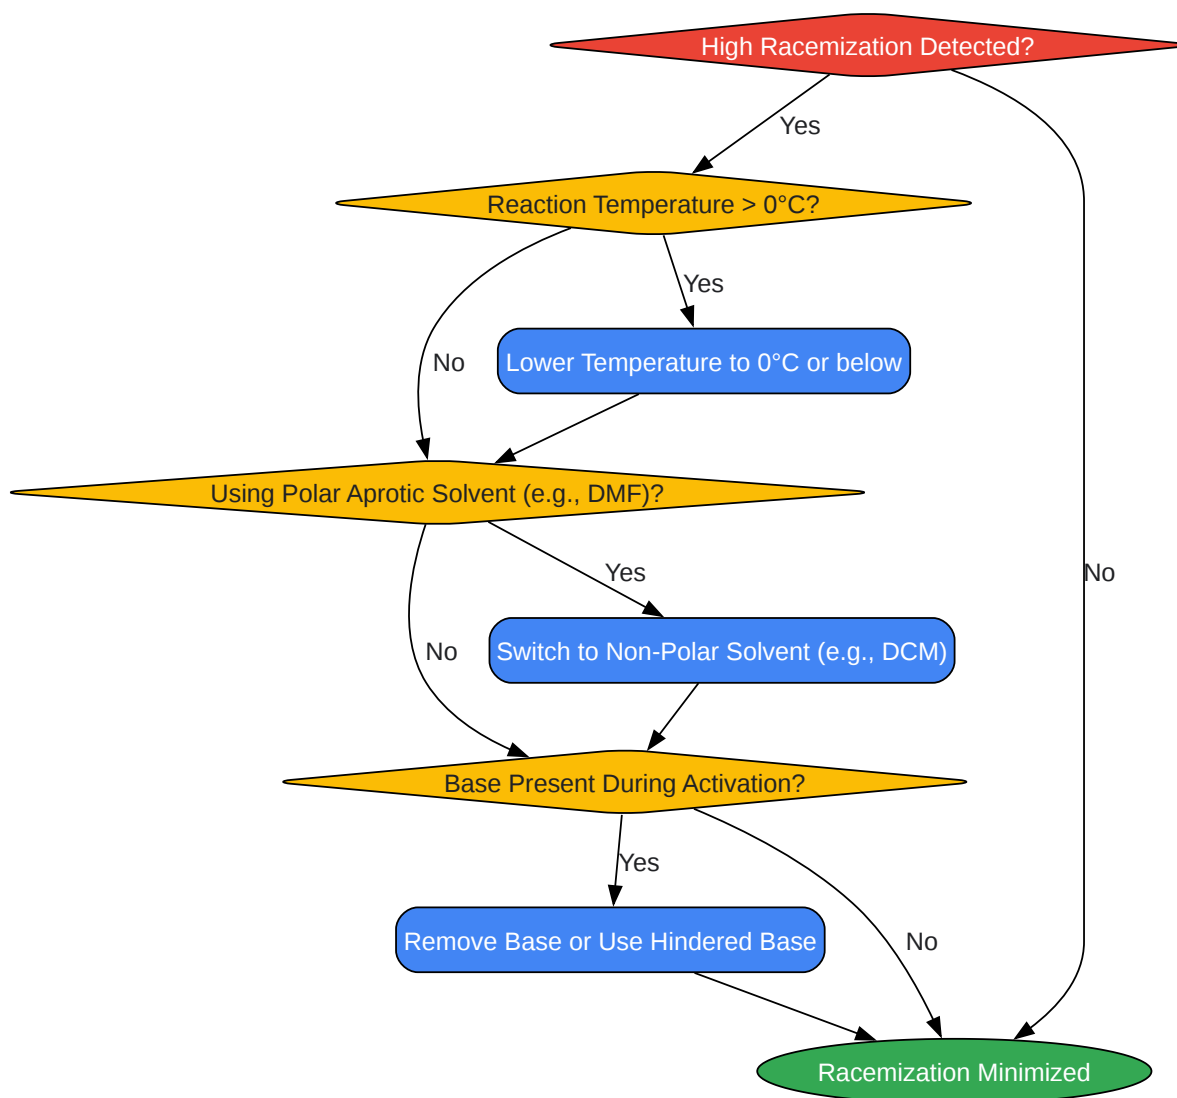 High Racemization Detected?
Yes
Reaction Temperature > 0°C?
Yes
No
Lower Temperature to 0°C or below
Using Polar Aprotic Solvent (e.g., DMF)?
Yes
No
No
Switch to Non-Polar Solvent (e.g., DCM)
Base Present During Activation?
Yes
Remove Base or Use Hindered Base
No
Racemization Minimized